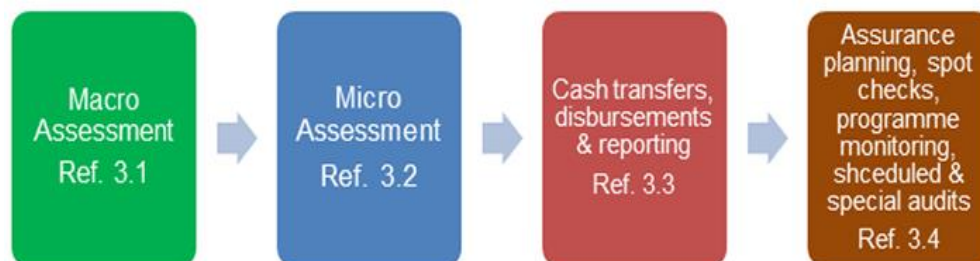 Macro
Assessment
Ref. 3.1
Micro
Assessment
Ref. 3.2
Cash transfers,
disbursements
& reporting
Ref. 3.3
Assurance
planning, spot
checks,
programme
monitoring,
shceduled &
special audits
Ref. 3.4